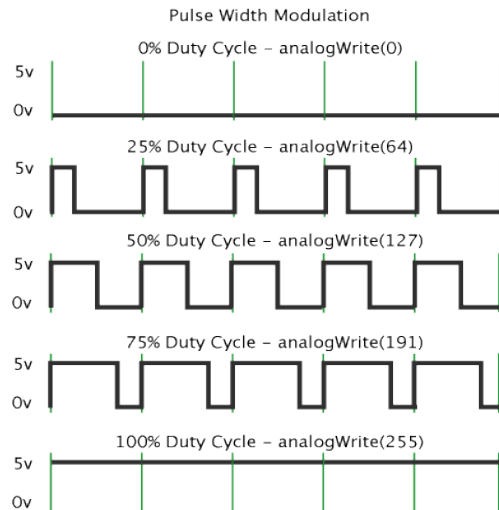 Pulse Width Modulation
0% Duty Cycle – analogWrite(0)
5v
0v
25% Duty Cycle – analogWrite(64)
5v
0v
50% Duty Cycle – analogWrite(127)
5v
0v
75% Duty Cycle – analogWrite(191)
5v
0v
100% Duty Cycle – analogWrite(255)
5v
0v